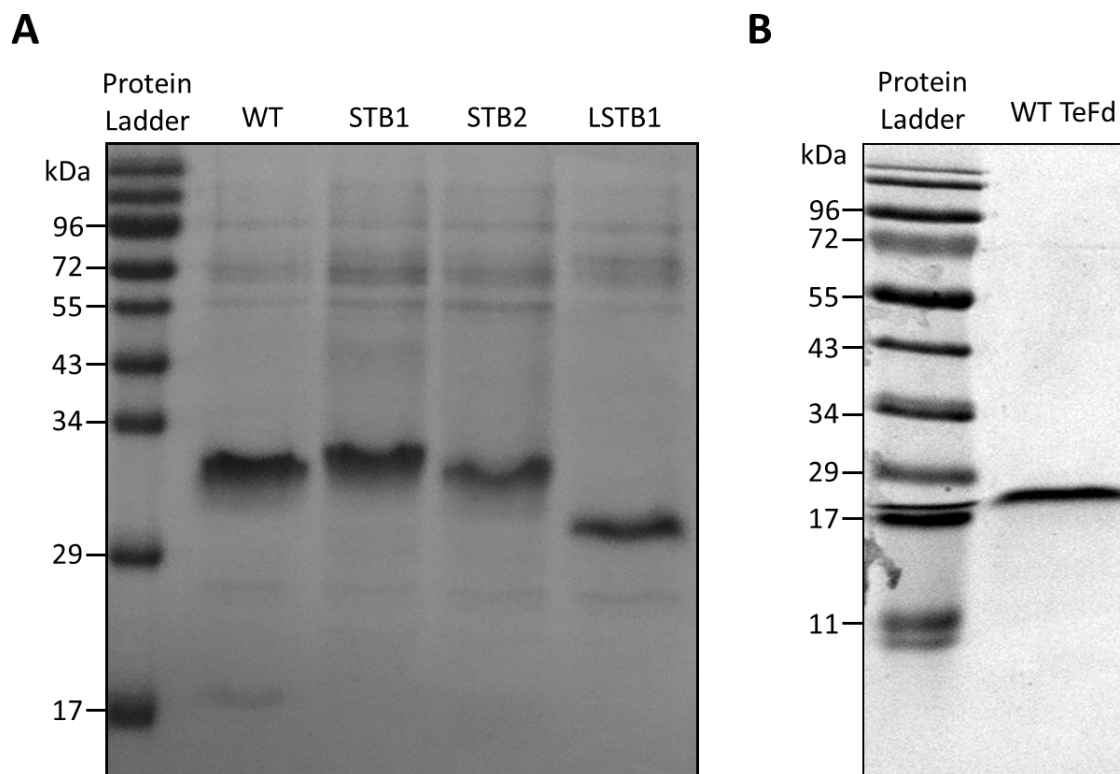 A
Protein
Ladder
WT
STB1
STB2
LSTB1
kDa
96
72
55
43
34
29
17
B
Protein
Ladder
WT TeFd
kDa
96
72
55
43
34
29
17
11